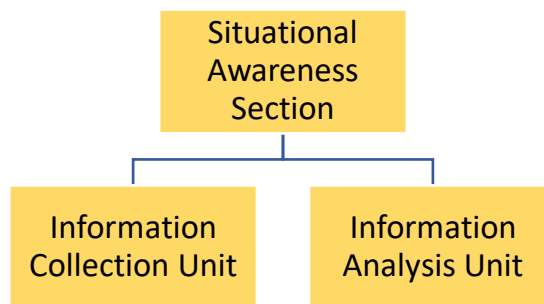 Situational
Awareness
Section
Information
Collection Unit
Information
Analysis Unit